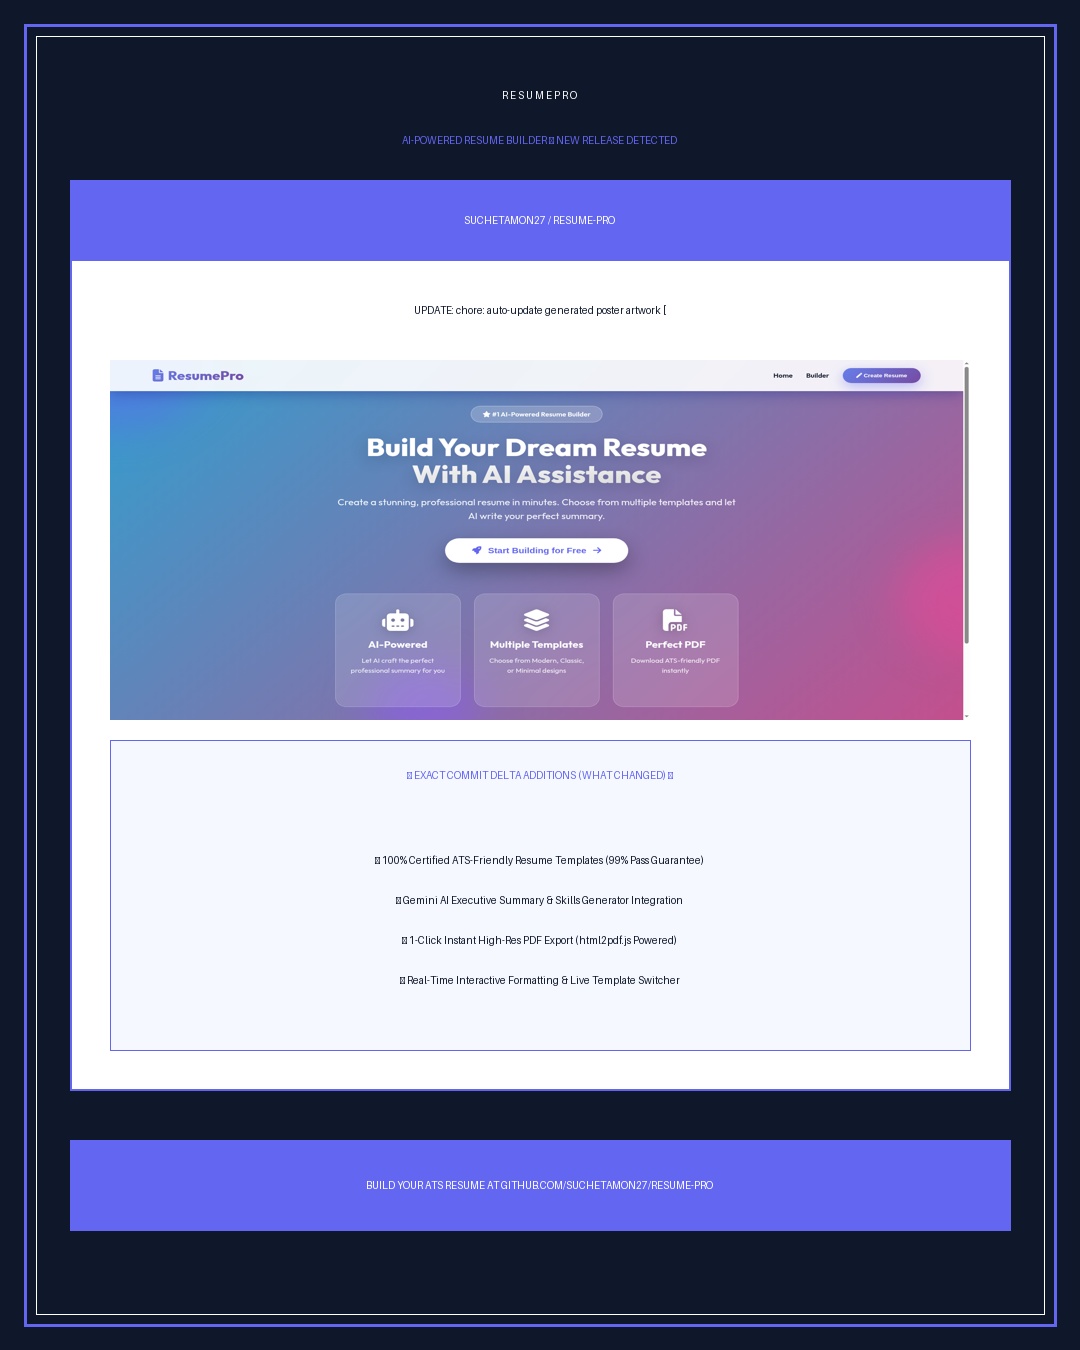 RESUMEPRO
AI-POWERED RESUME BUILDER NEW RELEASE DETECTED
SUCHETAMON27 / RESUME-PRO
UPDATE: chore: auto-update generated poster artwork [
ResumePro
Home Builder Create Resume
#1 AI-Powered Resume Builder
Build Your Dream Resume
With AI Assistance
Create a stunning, professional resume in minutes. Choose from multiple templates and let
AI write your perfect summary.
Start Building for Free
AI-Powered
Let AI craft the perfect
professional summary for you
Multiple Templates
Choose from Modern, Classic,
or Minimal designs
PDF
Perfect PDF
Download ATS-friendly PDF
instantly
EXACT COMMIT DELTA ADDITIONS (WHAT CHANGED)
100% Certified ATS-Friendly Resume Templates (99% Pass Guarantee)
Gemini AI Executive Summary & Skills Generator Integration
1-Click Instant High-Res PDF Export (html2pdf.js Powered)
Real-Time Interactive Formatting & Live Template Switcher
BUILD YOUR ATS RESUME AT GITHUB.COM/SUCHETAMON27/RESUME-PRO